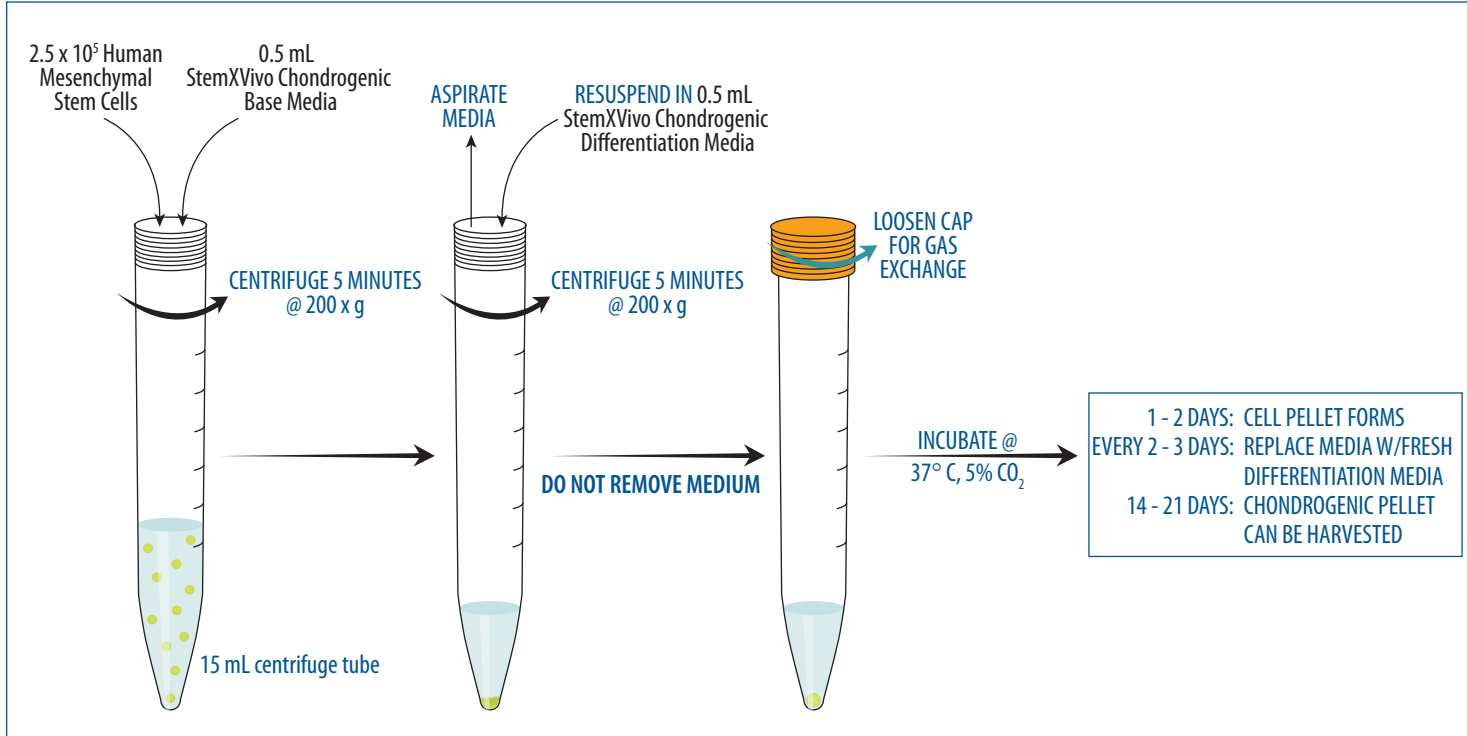 2.5 x 10⁵ Human
Mesenchymal
Stem Cells
0.5 mL
StemXVivo Chondrogenic
Base Media
ASPIRATE
MEDIA
RESUSPEND IN 0.5 mL
StemXVivo Chondrogenic
Differentiation Media
CENTRIFUGE 5 MINUTES
@ 200 x g
CENTRIFUGE 5 MINUTES
@ 200 x g
LOOSEN CAP
FOR GAS
EXCHANGE
15 mL centrifuge tube
DO NOT REMOVE MEDIUM
INCUBATE @
37° C, 5% CO₂
1 - 2 DAYS: CELL PELLET FORMS
EVERY 2 - 3 DAYS: REPLACE MEDIA W/FRESH
DIFFERENTIATION MEDIA
14 - 21 DAYS: CHONDROGENIC PELLET
CAN BE HARVESTED